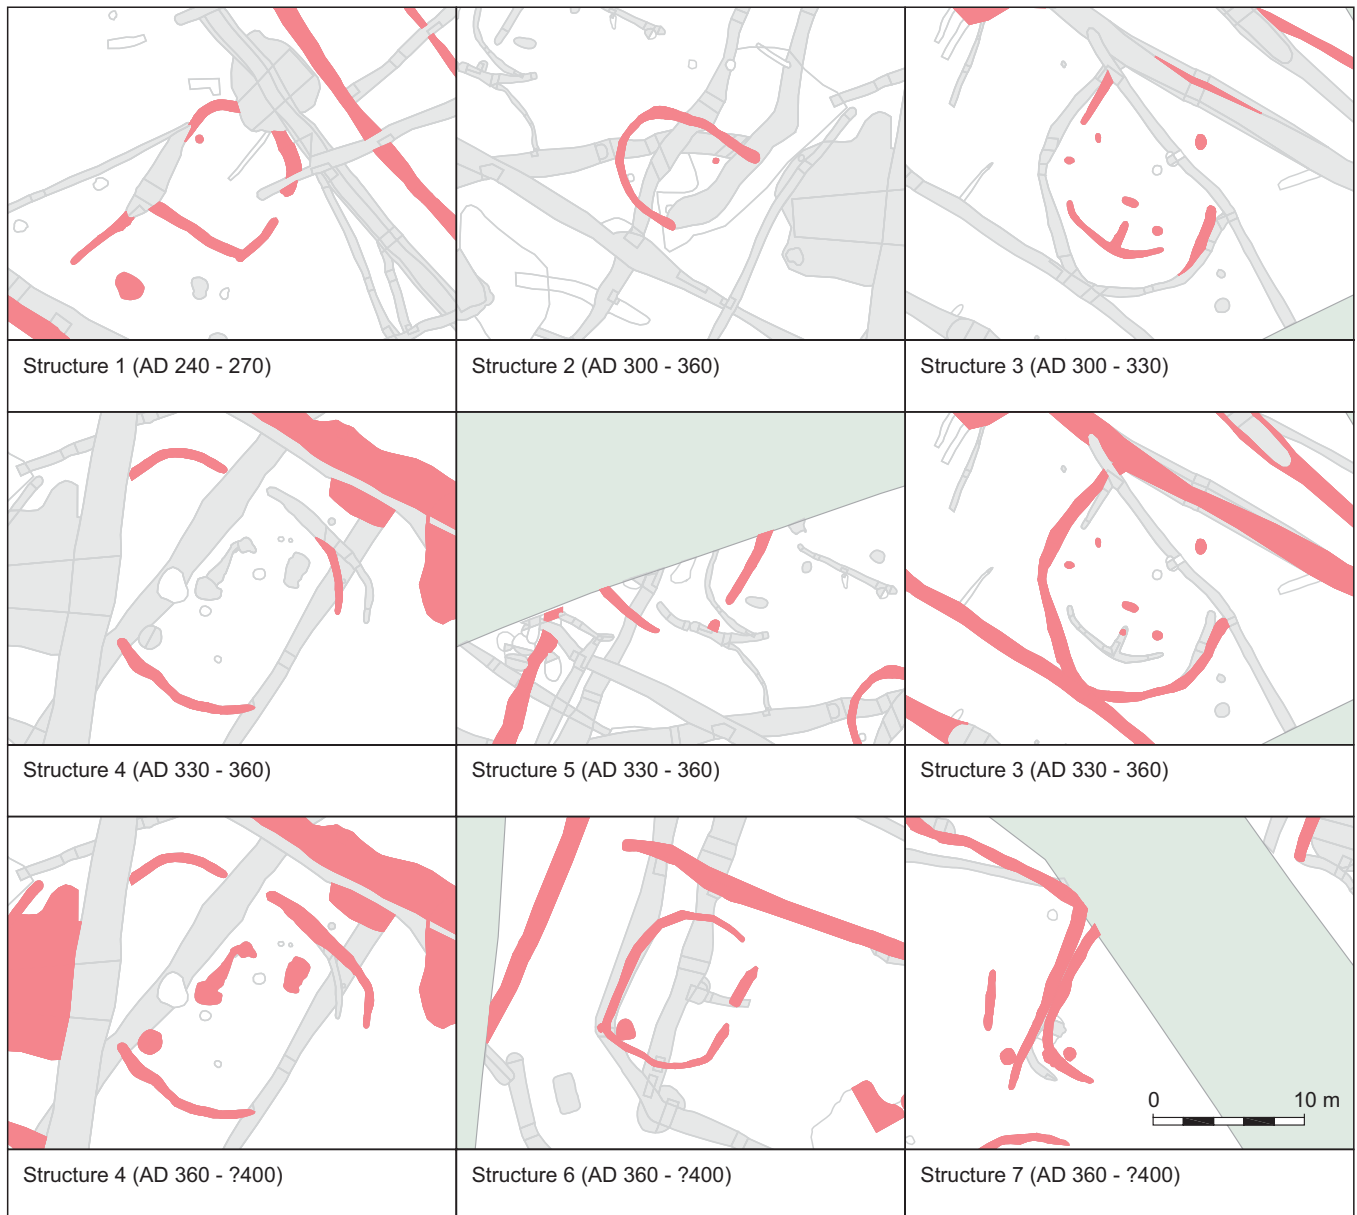 Structure 1 (AD 240 - 270)
Structure 2 (AD 300 - 360)
Structure 3 (AD 300 - 330)
Structure 4 (AD 330 - 360)
Structure 5 (AD 330 - 360)
Structure 3 (AD 330 - 360)
0 10 m
Structure 4 (AD 360 - ?400)
Structure 6 (AD 360 - ?400)
Structure 7 (AD 360 - ?400)